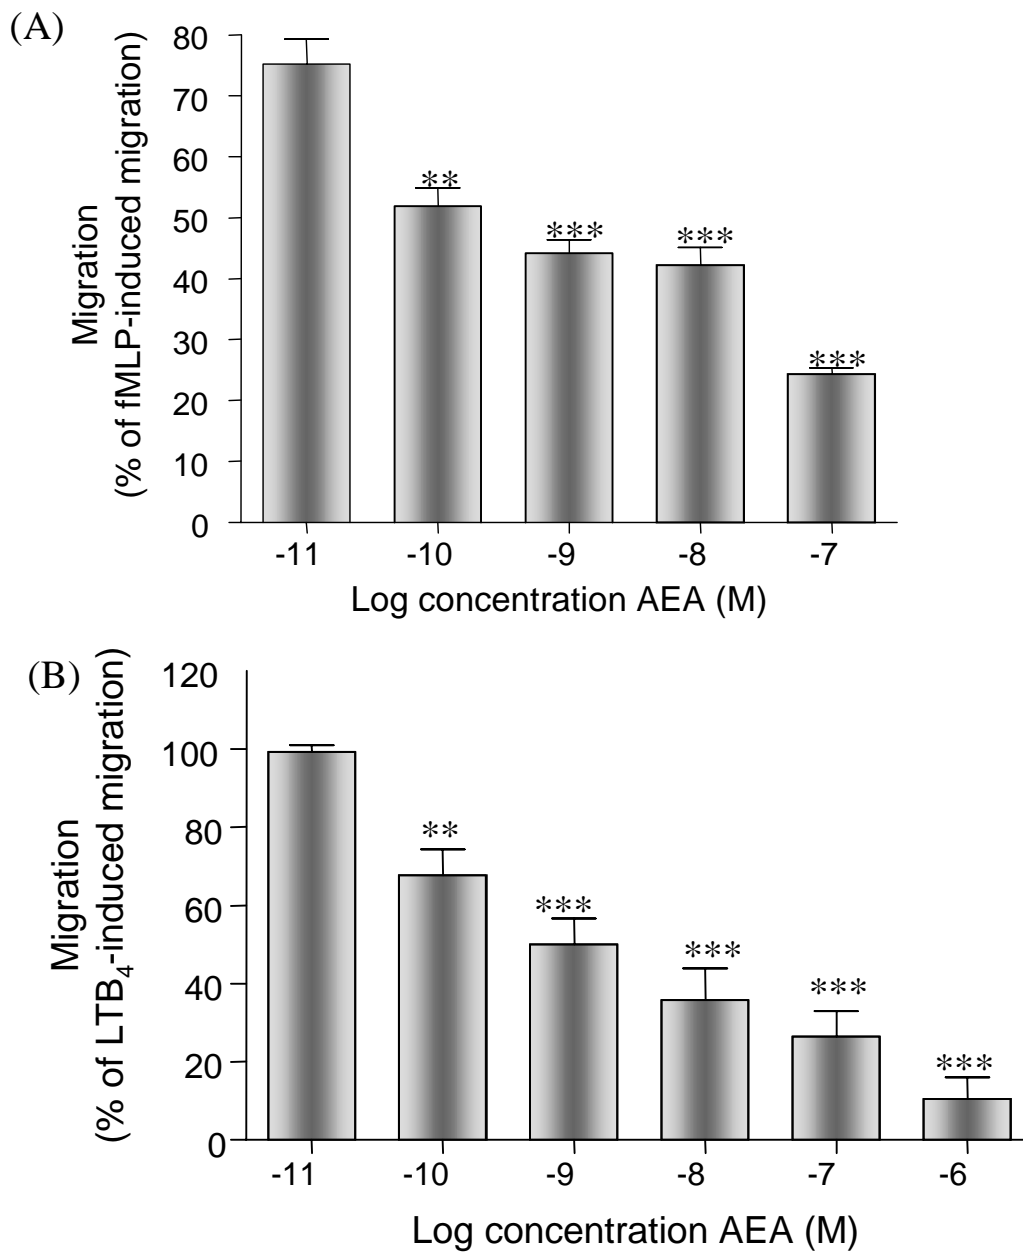 (A)
Migration
(% of fMLP-induced migration)
80
70
60
50
40
30
20
10
0
**
***
***
***
-11 -10 -9 -8 -7
Log concentration AEA (M)
(B)
Migration
(% of LTB4-induced migration)
120
100
80
60
40
20
0
**
***
***
***
***
-11 -10 -9 -8 -7 -6
Log concentration AEA (M)